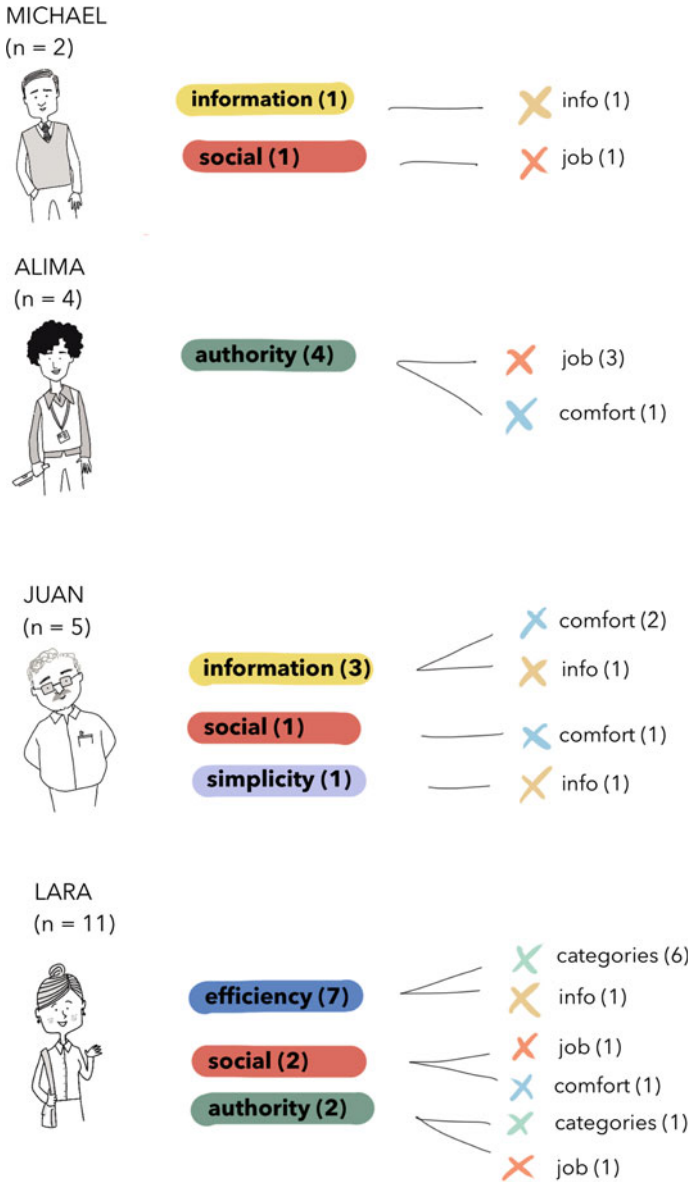 MICHAEL
(n = 2)
information (1)
info (1)
social (1)
job (1)
ALIMA
(n = 4)
authority (4)
job (3)
comfort (1)
JUAN
(n = 5)
comfort (2)
information (3)
info (1)
social (1)
comfort (1)
simplicity (1)
info (1)
LARA
(n = 11)
categories (6)
efficiency (7)
info (1)
job (1)
social (2)
comfort (1)
authority (2)
categories (1)
job (1)